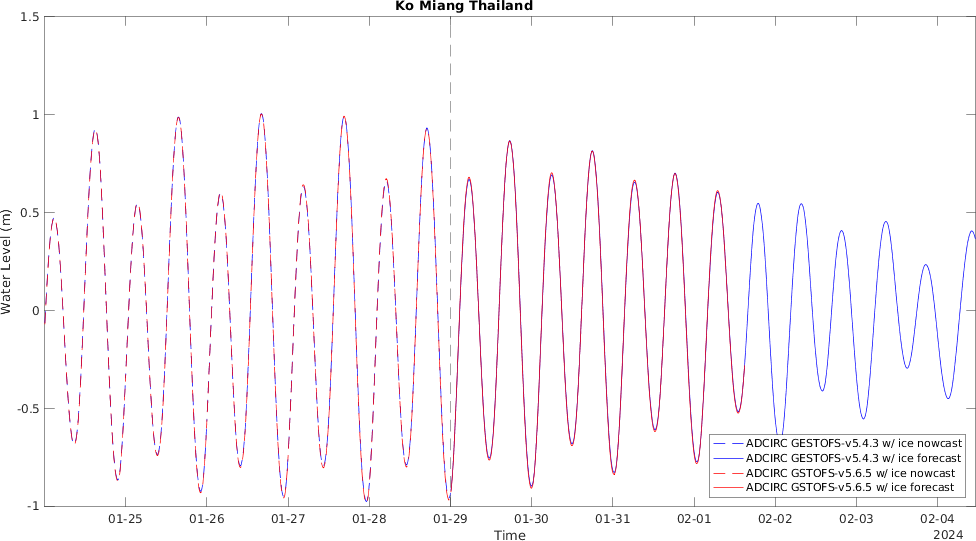 Ko Miang Thailand
1.5
1
0.5
0
-0.5
-1
Water Level (m)
01-25 01-26 01-27 01-28 01-29 01-30 01-31 02-01 02-02 02-03 02-04
Time
2024
ADCIRC GESTOFS-v5.4.3 w/ ice nowcast
ADCIRC GESTOFS-v5.4.3 w/ ice forecast
ADCIRC GSTOFS-v5.6.5 w/ ice nowcast
ADCIRC GSTOFS-v5.6.5 w/ ice forecast